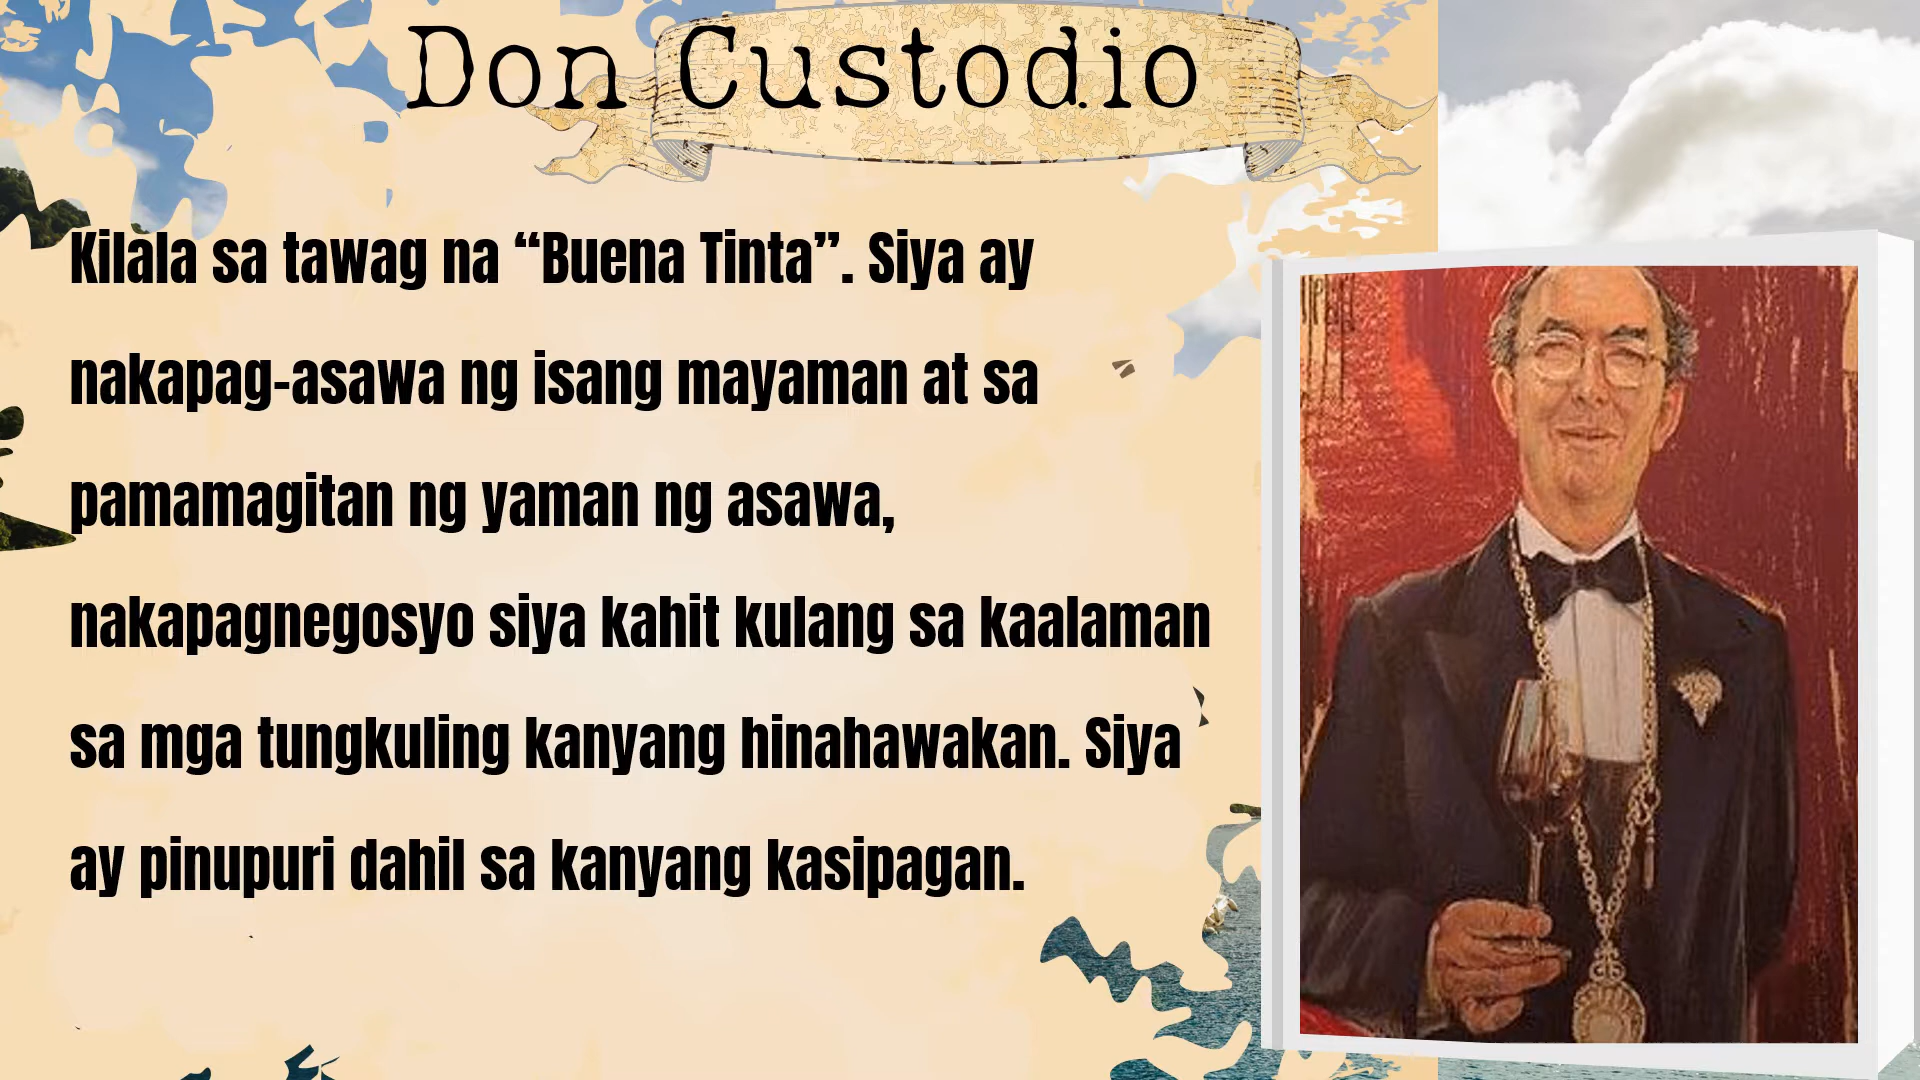 Don Custodio
Kilala sa tawag na “Buena Tinta”. Siya ay
nakapag-asawa ng isang mayaman at sa
pamamagitan ng yaman ng asawa,
nakapagnegosyo siya kahit kulang sa kaalaman
sa mga tungkuling kanyang hinahawakan. Siya
ay pinupuri dahil sa kanyang kasipagan.